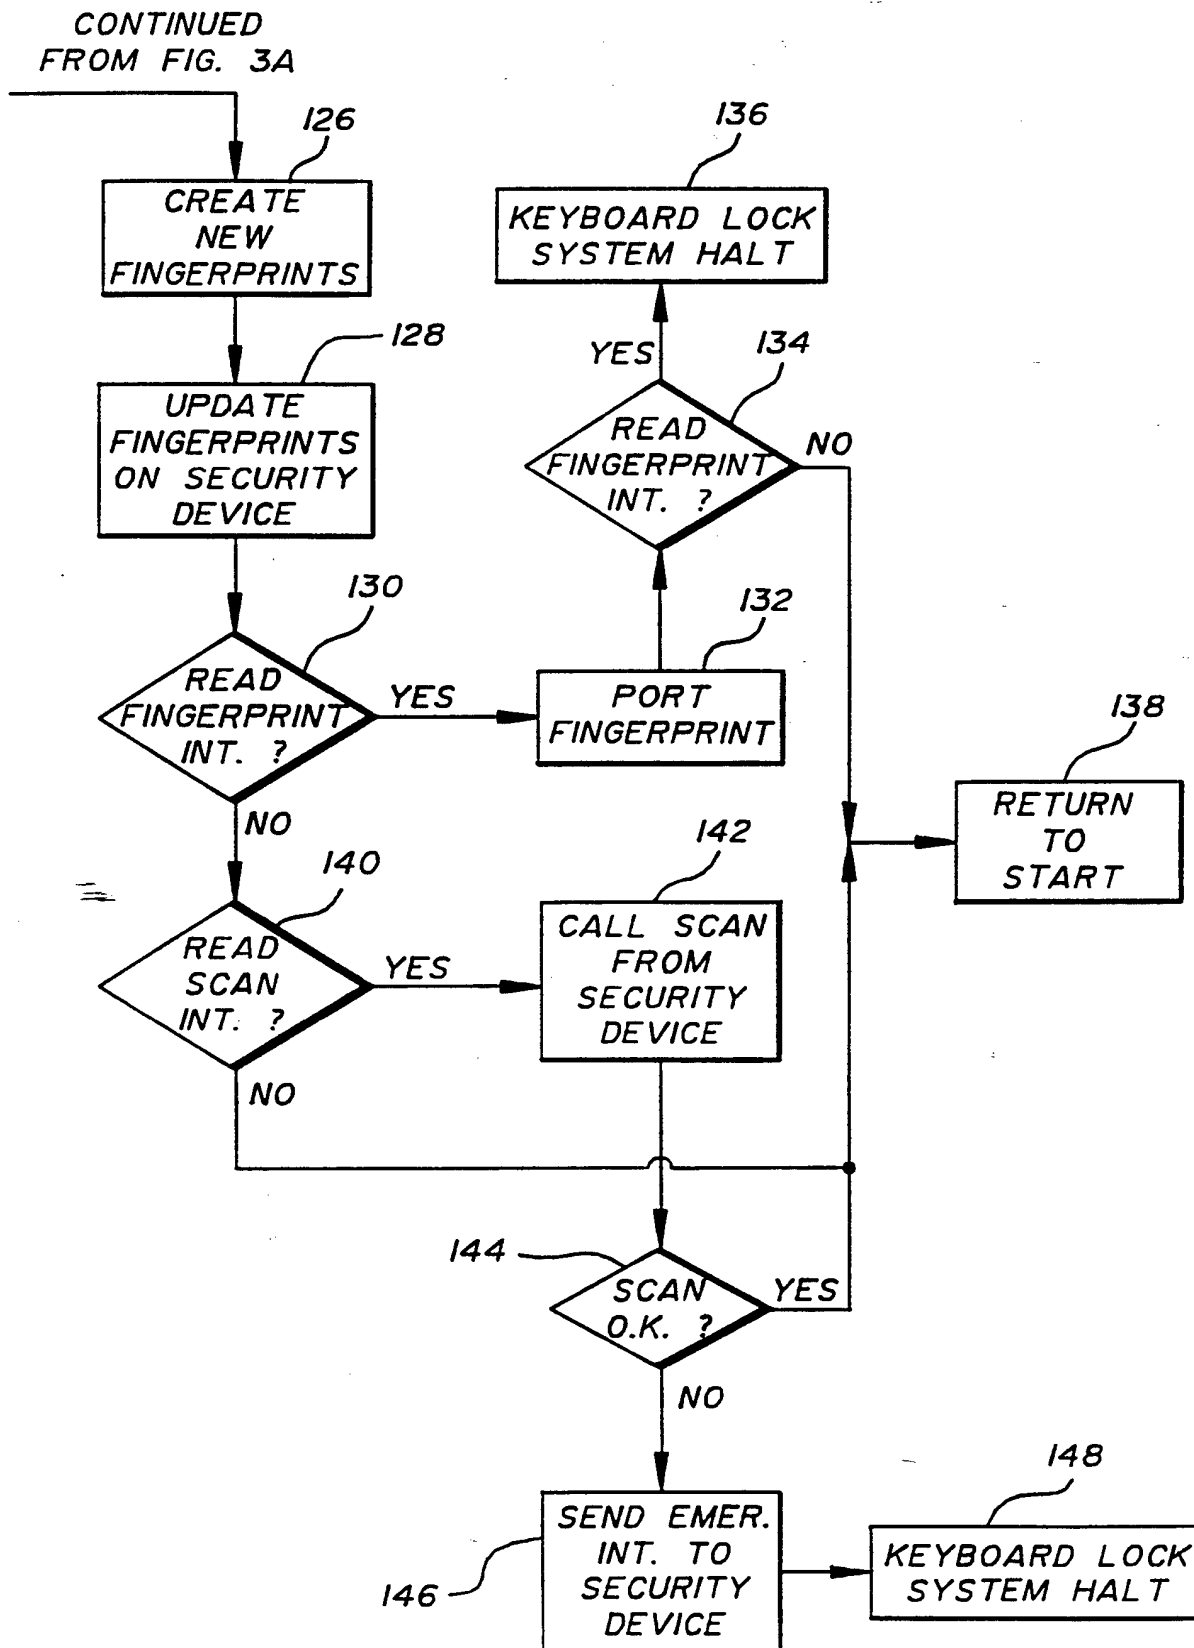 CONTINUED
FROM FIG. 3A
126
CREATE
NEW
FINGERPRINTS
128
UPDATE
FINGERPRINTS
ON SECURITY
DEVICE
130
READ
FINGERPRINT
INT. ?
YES
NO
132
PORT
FINGERPRINT
134
READ
FINGERPRINT
INT. ?
YES
NO
136
KEYBOARD LOCK
SYSTEM HALT
138
RETURN
TO
START
140
READ
SCAN
INT. ?
YES
NO
142
CALL SCAN
FROM
SECURITY
DEVICE
144
SCAN
O.K. ?
YES
NO
146
SEND EMER.
INT. TO
SECURITY
DEVICE
148
KEYBOARD LOCK
SYSTEM HALT